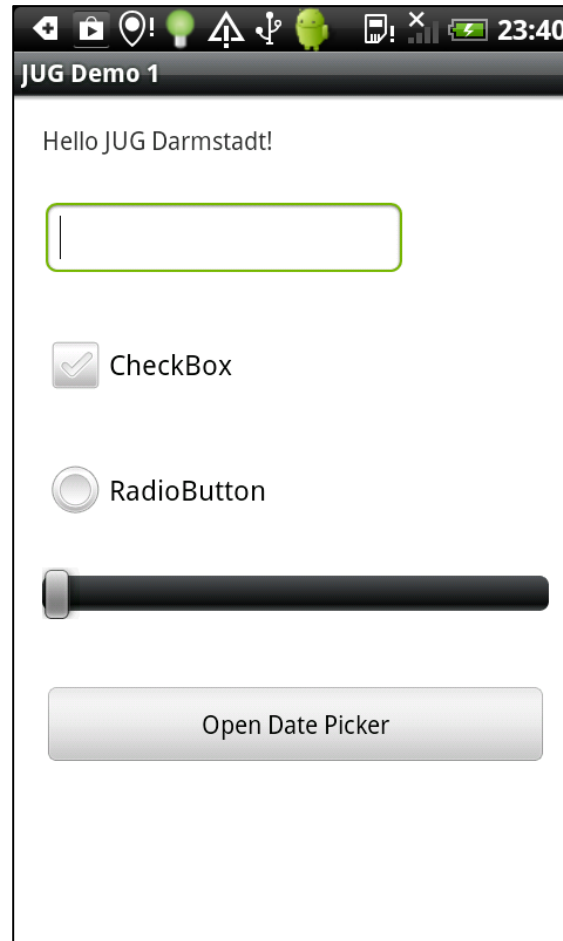 23:40
JUG Demo 1
Hello JUG Darmstadt!
CheckBox
RadioButton
Open Date Picker